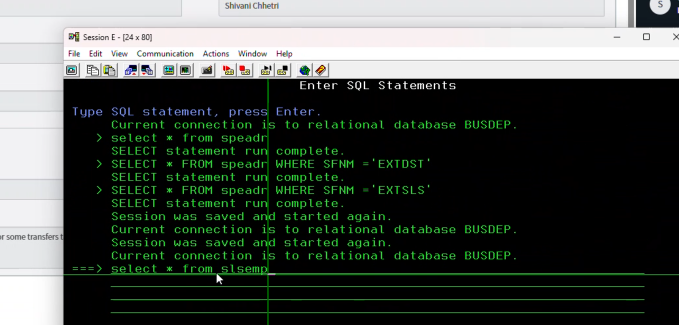 Shivani Chhetri
S
Session E - [24 x 80]
File Edit View Communication Actions Window Help
Enter SQL Statements
Type SQL statement, press Enter.
Current connection is to relational database BUSDEP.
> select * from speadr
SELECT statement run complete.
> SELECT * FROM speadr WHERE SFNM ='EXTDST'
SELECT statement run complete.
> SELECT * FROM speadr WHERE SFNM ='EXTSLS'
SELECT statement run complete.
Session was saved and started again.
Current connection is to relational database BUSDEP.
Session was saved and started again.
Current connection is to relational database BUSDEP.
===> select * from slsemp_
or some transfers t